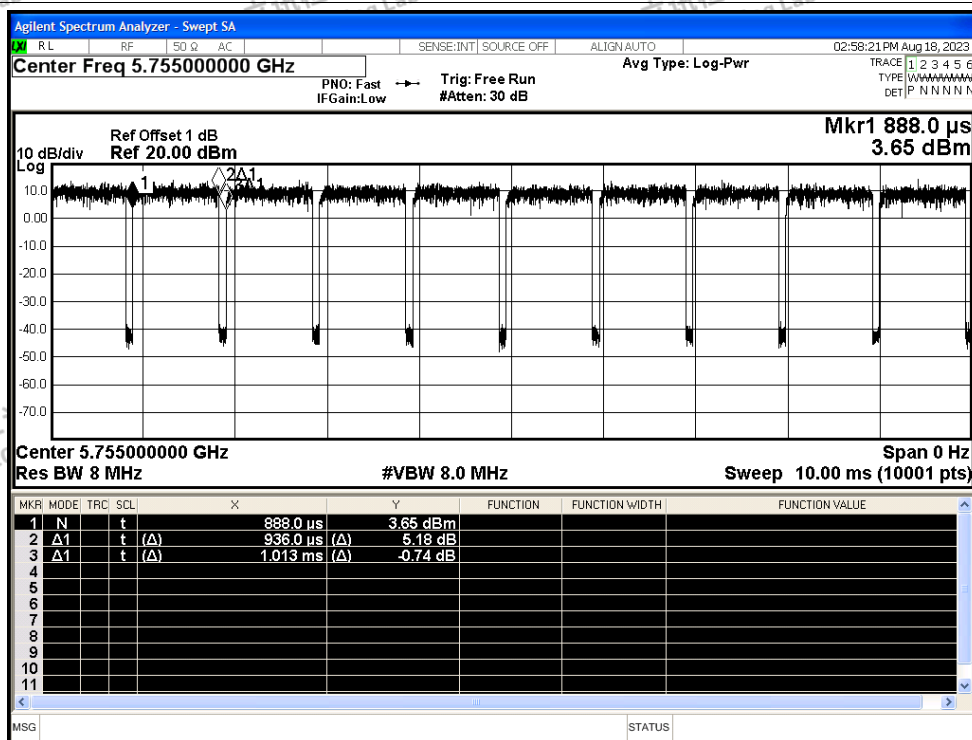 Agilent Spectrum Analyzer - Swept SA
LXI RL RF 50 Ω AC SENSE:INT SOURCE OFF ALIGN AUTO 02:58:21 PM Aug 18, 2023
Center Freq 5.755000000 GHz Avg Type: Log-Pwr TRACE 1 2 3 4 5 6
PNO: Fast Trig: Free Run TYPE
IFGain:Low #Atten: 30 dB DET P N N N N N
Mkr1 888.0 µs
3.65 dBm
Ref Offset 1 dB
10 dB/div Ref 20.00 dBm
Log
1 2Δ1
10.0
0.00
-10.0
-20.0
-30.0
-40.0
-50.0
-60.0
-70.0
Center 5.755000000 GHz Span 0 Hz
Res BW 8 MHz #VBW 8.0 MHz Sweep 10.00 ms (10001 pts)
MKR MODE TRC SCL X Y FUNCTION FUNCTION WIDTH FUNCTION VALUE
1 N t 888.0 µs 3.65 dBm
2 Δ1 t (Δ) 936.0 µs (Δ) 5.18 dB
3 Δ1 t (Δ) 1.013 ms (Δ) -0.74 dB
4
5
6
7
8
9
10
11
MSG STATUS